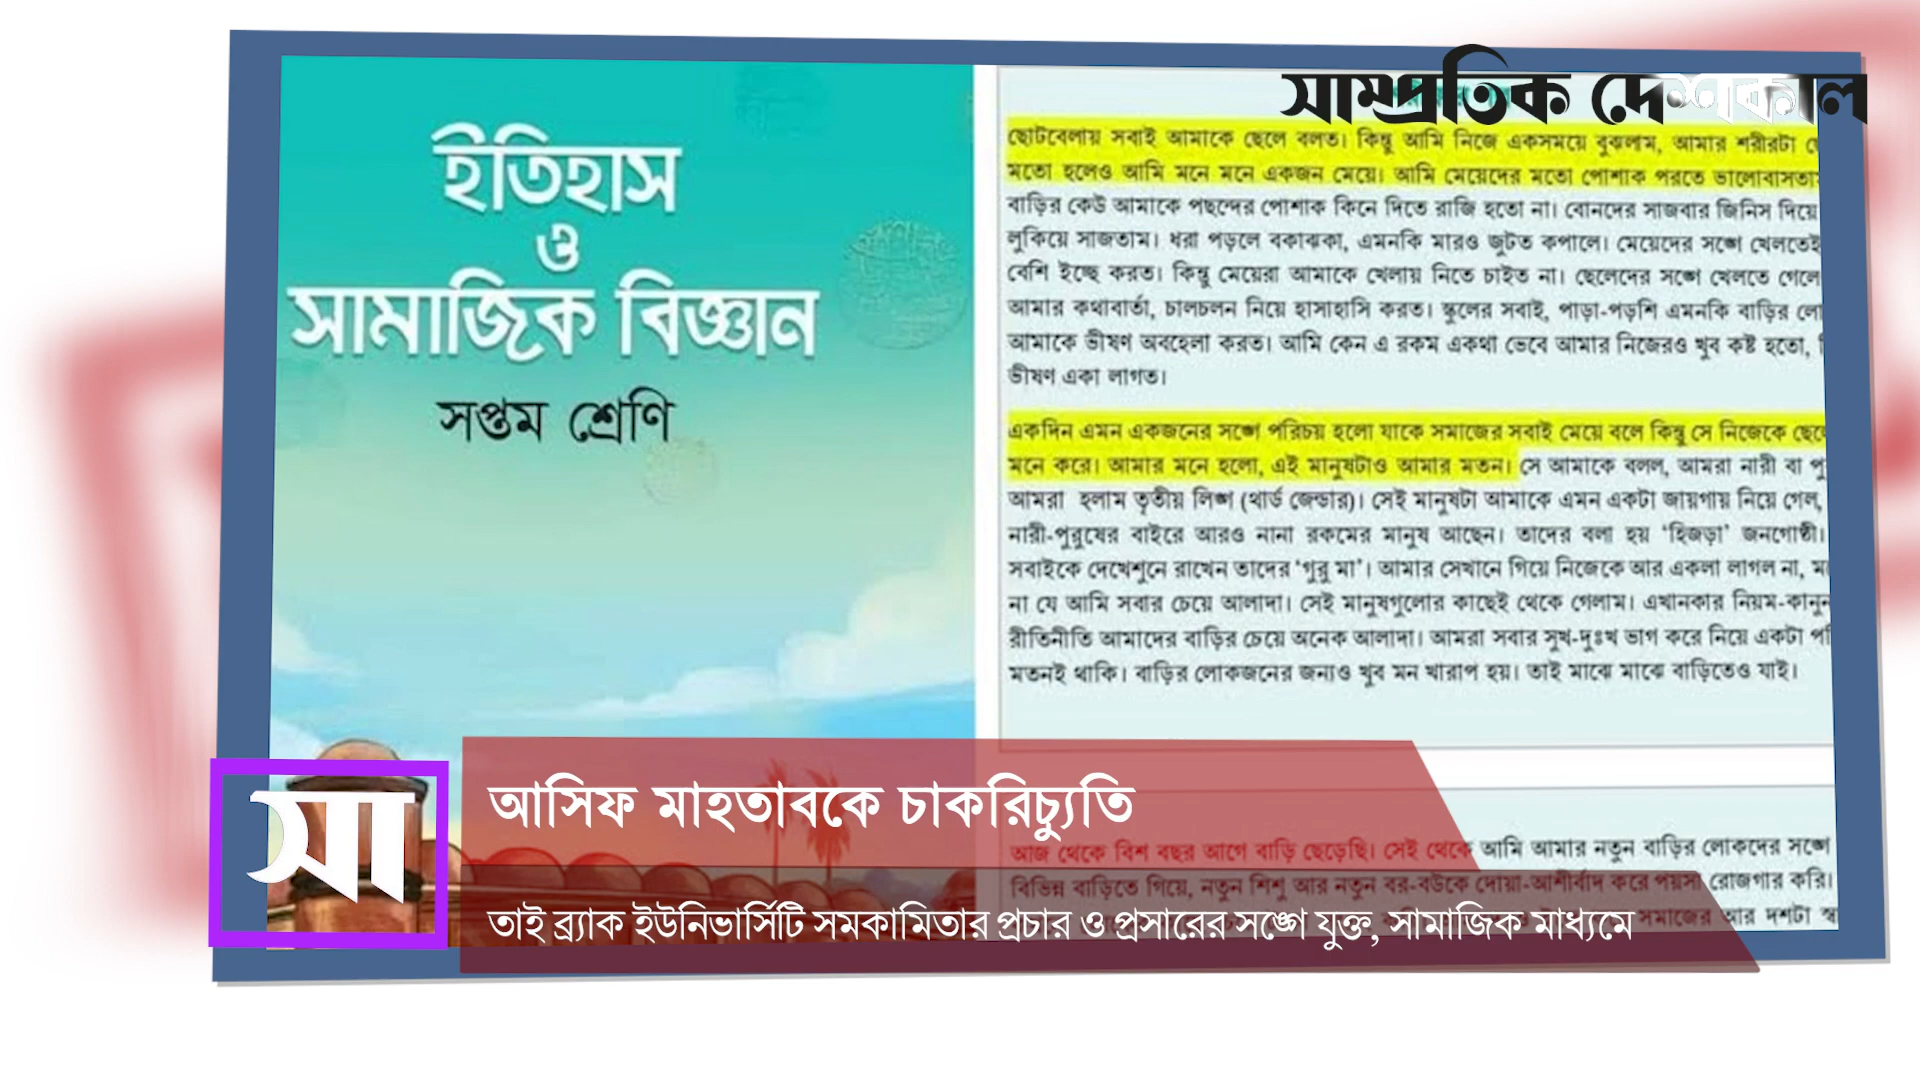 সাম্প্রতিক দেশকাল
ইতিহাস
ও
সামাজিক বিজ্ঞান
সপ্তম শ্রেণি
ছোটবেলায় সবাই আমাকে ছেলে বলত। কিন্তু আমি নিজে একসময়ে বুঝলাম, আমার শরীরটা
মতো হলেও আমি মনে মনে একজন মেয়ে। আমি মেয়েদের মতো পোশাক পরতে ভালোবাসতা
বাড়ির কেউ আমাকে পছন্দের পোশাক কিনে দিতে রাজি হতো না। বোনদের সাজবার জিনিস দিয়ে
লুকিয়ে সাজতাম। ধরা পড়লে বকাঝকা, এমনকি মারও জুটত কপালে। মেয়েদের সঙ্গে খেলতেই
বেশি ইচ্ছে করত। কিন্তু মেয়েরা আমাকে খেলায় নিতে চাইত না। ছেলেদের সঙ্গে খেলতে গেলে
আমার কথাবার্তা, চালচলন নিয়ে হাসাহাসি করত। স্কুলের সবাই, পাড়া-পড়শি এমনকি বাড়ির
আমাকে ভীষণ অবহেলা করত। আমি কেন এ রকম একথা ভেবে আমার নিজেরও খুব কষ্ট হতো,
ভীষণ একা লাগত।
একদিন এমন একজনের সঙ্গে পরিচয় হলো যাকে সমাজের সবাই মেয়ে বলে কিন্তু সে নিজেকে ছেলে
মনে করে। আমার মনে হলো, এই মানুষটাও আমার মতন। সে আমাকে বলল, আমরা নারী বা
আমরা হলাম তৃতীয় লিঙ্গ (থার্ড জেন্ডার)। সেই মানুষটা আমাকে এমন একটা জায়গায় নিয়ে গেল,
নারী-পুরুষের বাইরে আরও নানা রকমের মানুষ আছেন। তাদের বলা হয় ‘হিজড়া’ জনগোষ্ঠী।
সবাইকে দেখেশুনে রাখেন তাদের ‘গুরু মা’। আমার সেখানে গিয়ে নিজেকে আর একলা লাগল না,
না যে আমি সবার চেয়ে আলাদা। সেই মানুষগুলোর কাছেই থেকে গেলাম। এখানকার নিয়ম-কানুন
রীতিনীতি আমাদের বাড়ির চেয়ে অনেক আলাদা। আমরা সবার সুখ-দুঃখ ভাগ করে নিয়ে একটা
মতনই থাকি। বাড়ির লোকজনের জন্যও খুব মন খারাপ হয়। তাই মাঝে মাঝে বাড়িতেও যাই।
আজ থেকে বিশ বছর আগে বাড়ি ছেড়েছি। সেই থেকে আমি আমার নতুন বাড়ির লোকদের সঙ্গে
বিভিন্ন বাড়িতে গিয়ে, নতুন শিশু আর নতুন বর-বউকে দোয়া-আশীর্বাদ করে পয়সা রোজগার করি।
সমাজের আর দশটা
সা
আসিফ মাহতাবকে চাকরিচ্যুতি
তাই ব্র্যাক ইউনিভার্সিটি সমকামিতার প্রচার ও প্রসারের সঙ্গে যুক্ত, সামাজিক মাধ্যমে